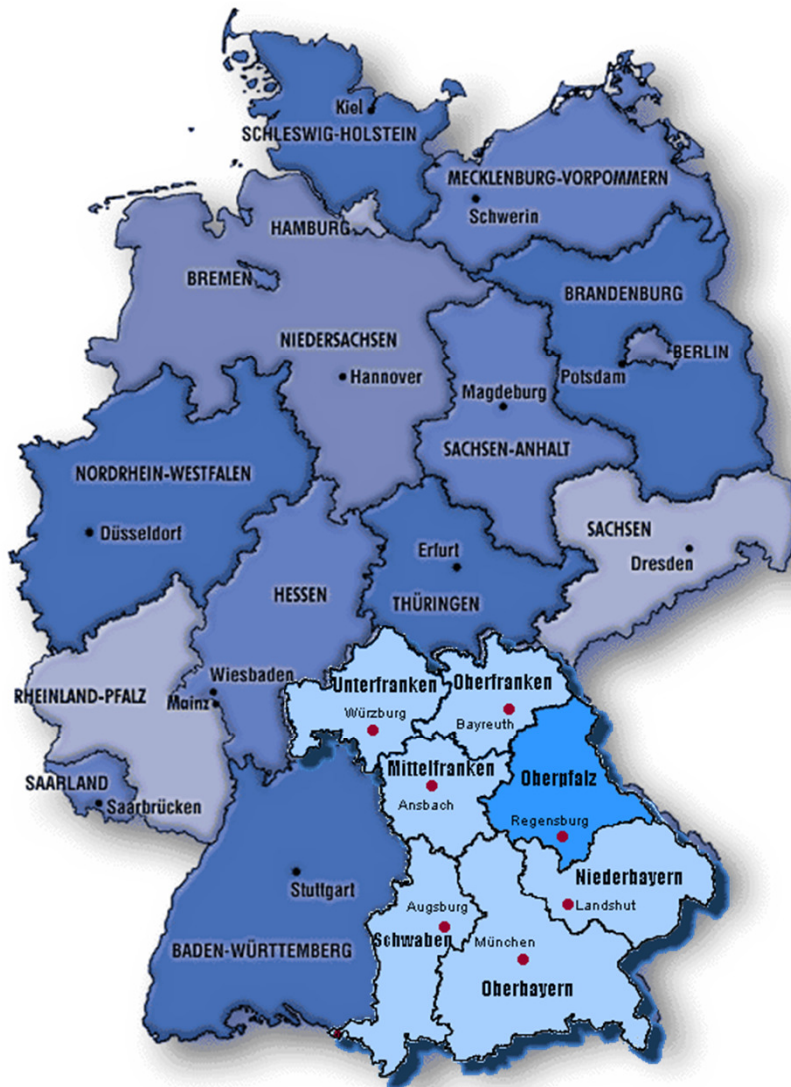 Kiel
SCHLESWIG-HOLSTEIN
MECKLENBURG-VORPOMMERN
Schwerin
HAMBURG
BREMEN
BRANDENBURG
NIEDERSACHSEN
BERLIN
Hannover
Potsdam
Magdeburg
SACHSEN-ANHALT
NORDRHEIN-WESTFALEN
Düsseldorf
SACHSEN
Dresden
Erfurt
HESSEN
THÜRINGEN
Wiesbaden
RHEINLAND-PFALZ
Mainz
Unterfranken
Würzburg
Oberfranken
Bayreuth
Mittelfranken
Ansbach
Oberpfalz
Regensburg
SAARLAND
Saarbrücken
Stuttgart
Niederbayern
Landshut
Augsburg
Schwaben
München
BADEN-WÜRTTEMBERG
Oberbayern